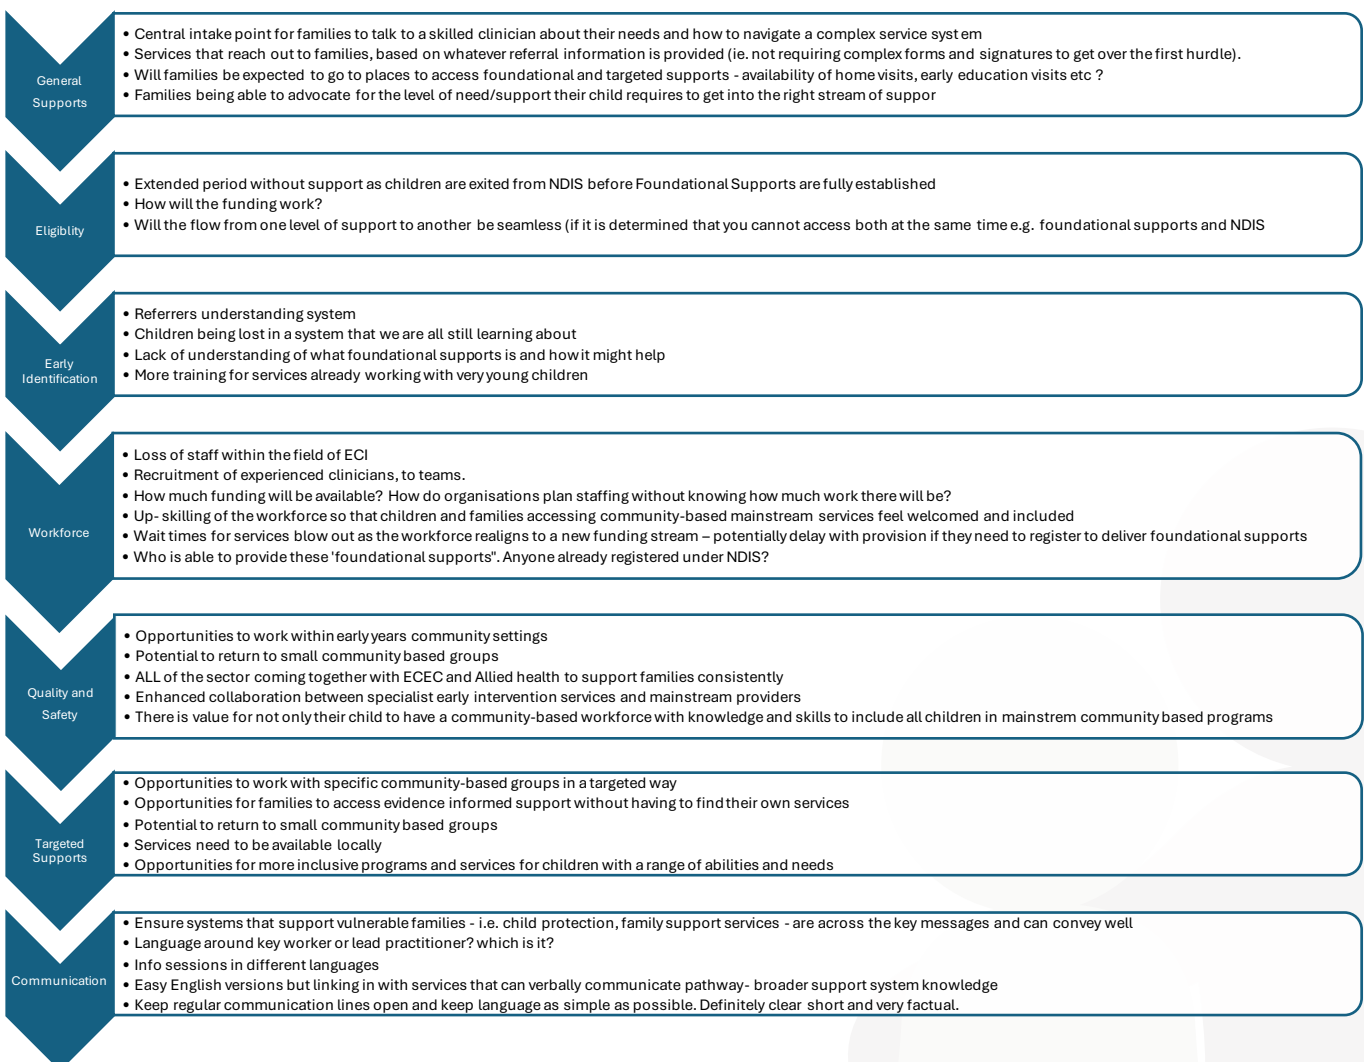 General
Supports
• Central intake point for families to talk to a skilled clinician about their needs and how to navigate a complex service system
• Services that reach out to families, based on whatever referral information is provided (ie. not requiring complex forms and signatures to get over the first hurdle).
• Will families be expected to go to places to access foundational and targeted supports - availability of home visits, early education visits etc ?
• Families being able to advocate for the level of need/support their child requires to get into the right stream of suppor
Eligiblity
• Extended period without support as children are exited from NDIS before Foundational Supports are fully established
• How will the funding work?
• Will the flow from one level of support to another be seamless (if it is determined that you cannot access both at the same time e.g. foundational supports and NDIS
Early
Identification
• Referrers understanding system
• Children being lost in a system that we are all still learning about
• Lack of understanding of what foundational supports is and how it might help
• More training for services already working with very young children
Workforce
• Loss of staff within the field of ECI
• Recruitment of experienced clinicians, to teams.
• How much funding will be available? How do organisations plan staffing without knowing how much work there will be?
• Up- skilling of the workforce so that children and families accessing community-based mainstream services feel welcomed and included
• Wait times for services blow out as the workforce realigns to a new funding stream – potentially delay with provision if they need to register to deliver foundational supports
• Who is able to provide these 'foundational supports". Anyone already registered under NDIS?
Quality and
Safety
• Opportunities to work within early years community settings
• Potential to return to small community based groups
• ALL of the sector coming together with ECEC and Allied health to support families consistently
• Enhanced collaboration between specialist early intervention services and mainstream providers
• There is value for not only their child to have a community-based workforce with knowledge and skills to include all children in mainstrem community based programs
Targeted
Supports
• Opportunities to work with specific community-based groups in a targeted way
• Opportunities for families to access evidence informed support without having to find their own services
• Potential to return to small community based groups
• Services need to be available locally
• Opportunities for more inclusive programs and services for children with a range of abilities and needs
Communication
• Ensure systems that support vulnerable families - i.e. child protection, family support services - are across the key messages and can convey well
• Language around key worker or lead practitioner? which is it?
• Info sessions in different languages
• Easy English versions but linking in with services that can verbally communicate pathway- broader support system knowledge
• Keep regular communication lines open and keep language as simple as possible. Definitely clear short and very factual.